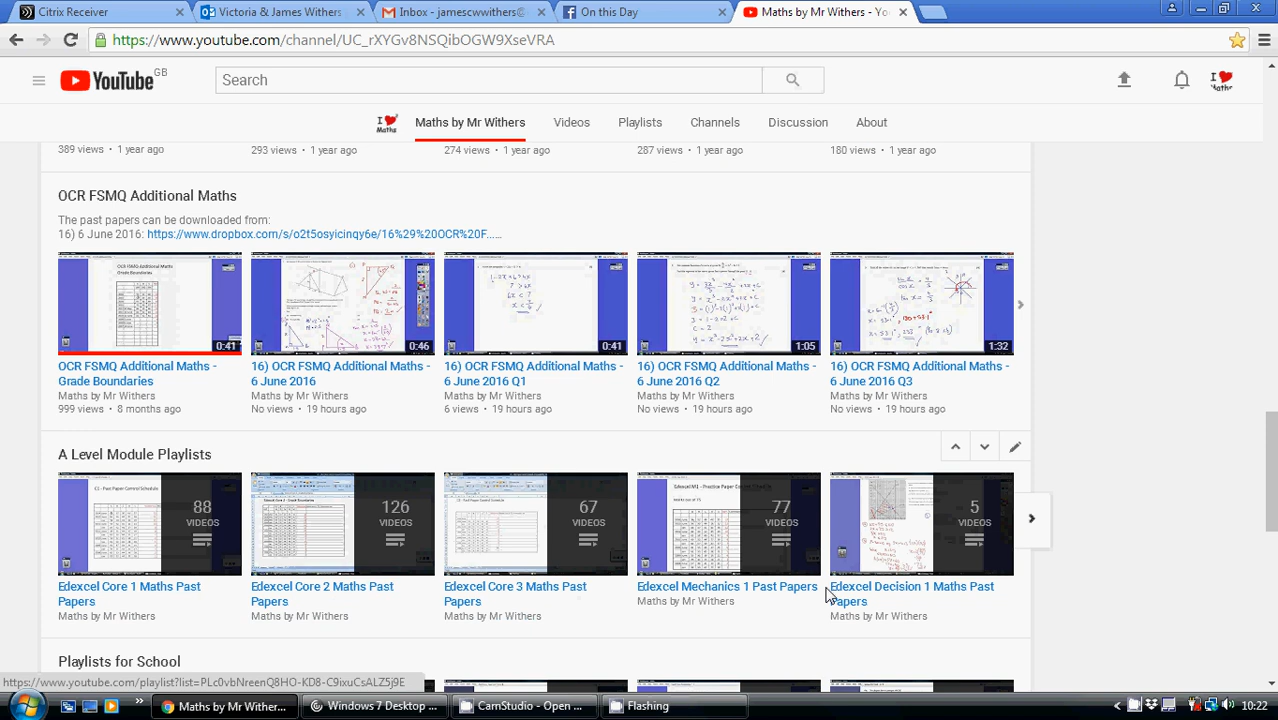 Citrix Receiver
Victoria & James Withers
Inbox - jamescwwithers@
On this Day
Maths by Mr Withers - Yo
https://www.youtube.com/channel/UC_rXYGv8NSQibOGW9XseVRA
YouTube GB
Search
I ♥ Maths
I ♥ Maths
Maths by Mr Withers
Videos
Playlists
Channels
Discussion
About
389 views • 1 year ago
293 views • 1 year ago
274 views • 1 year ago
287 views • 1 year ago
180 views • 1 year ago
OCR FSMQ Additional Maths
The past papers can be downloaded from:
16) 6 June 2016: https://www.dropbox.com/s/o2t5osyicinqy6e/16%29%20OCR%20F......
OCR FSMQ Additional Maths
Grade Boundaries
0:41
0:46
0:41
1:05
1:32
OCR FSMQ Additional Maths -
Grade Boundaries
Maths by Mr Withers
999 views • 8 months ago
16) OCR FSMQ Additional Maths -
6 June 2016
Maths by Mr Withers
No views • 19 hours ago
16) OCR FSMQ Additional Maths -
6 June 2016 Q1
Maths by Mr Withers
6 views • 19 hours ago
16) OCR FSMQ Additional Maths -
6 June 2016 Q2
Maths by Mr Withers
No views • 19 hours ago
16) OCR FSMQ Additional Maths -
6 June 2016 Q3
Maths by Mr Withers
No views • 19 hours ago
A Level Module Playlists
88
VIDEOS
126
VIDEOS
67
VIDEOS
77
VIDEOS
5
VIDEOS
Edexcel Core 1 Maths Past
Papers
Maths by Mr Withers
Edexcel Core 2 Maths Past
Papers
Maths by Mr Withers
Edexcel Core 3 Maths Past
Papers
Maths by Mr Withers
Edexcel Mechanics 1 Past Papers
Maths by Mr Withers
Edexcel Decision 1 Maths Past
Papers
Maths by Mr Withers
Playlists for School
https://www.youtube.com/playlist?list=PLc0vbNreenQ8HO-KD8-C9ixuCsALZ5j9E
Maths by Mr Wither...
Windows 7 Desktop ...
CamStudio - Open ...
Flashing
10:22